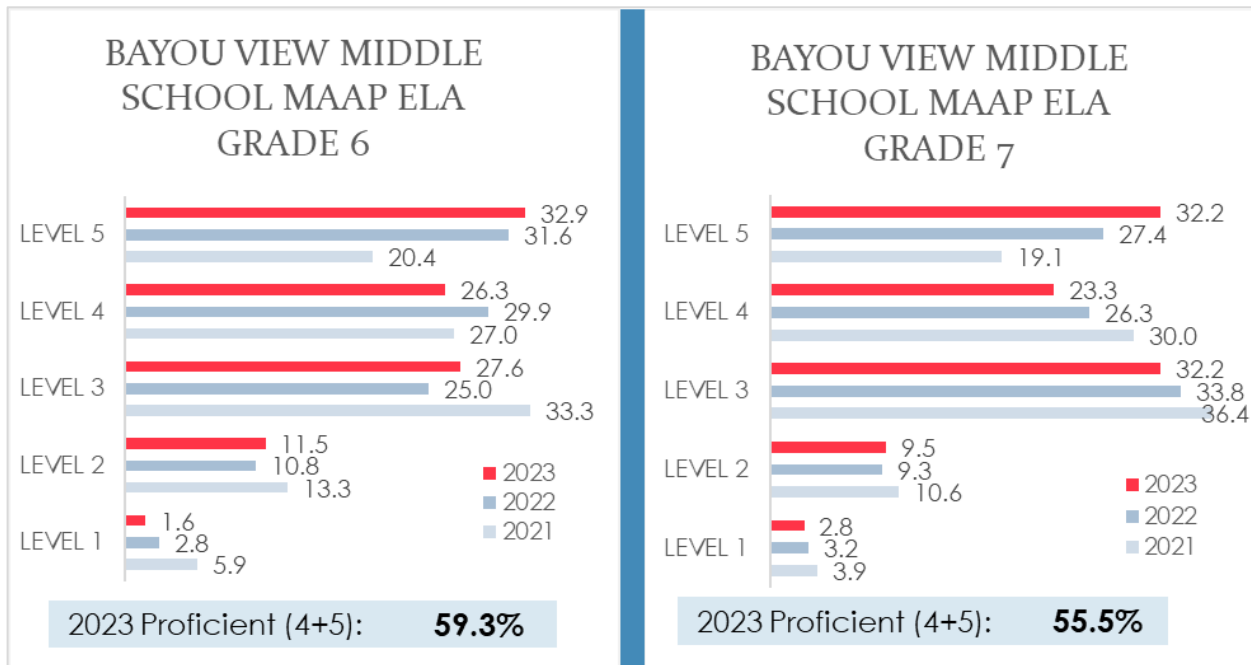 BAYOU VIEW MIDDLE
SCHOOL MAAP ELA
GRADE 6
LEVEL 5
32.9
31.6
20.4
LEVEL 4
26.3
29.9
27.0
LEVEL 3
27.6
25.0
33.3
LEVEL 2
11.5
10.8
13.3
LEVEL 1
1.6
2.8
5.9
2023
2022
2021
2023 Proficient (4+5): 59.3%
BAYOU VIEW MIDDLE
SCHOOL MAAP ELA
GRADE 7
LEVEL 5
32.2
27.4
19.1
LEVEL 4
23.3
26.3
30.0
LEVEL 3
32.2
33.8
36.4
LEVEL 2
9.5
9.3
10.6
LEVEL 1
2.8
3.2
3.9
2023
2022
2021
2023 Proficient (4+5): 55.5%